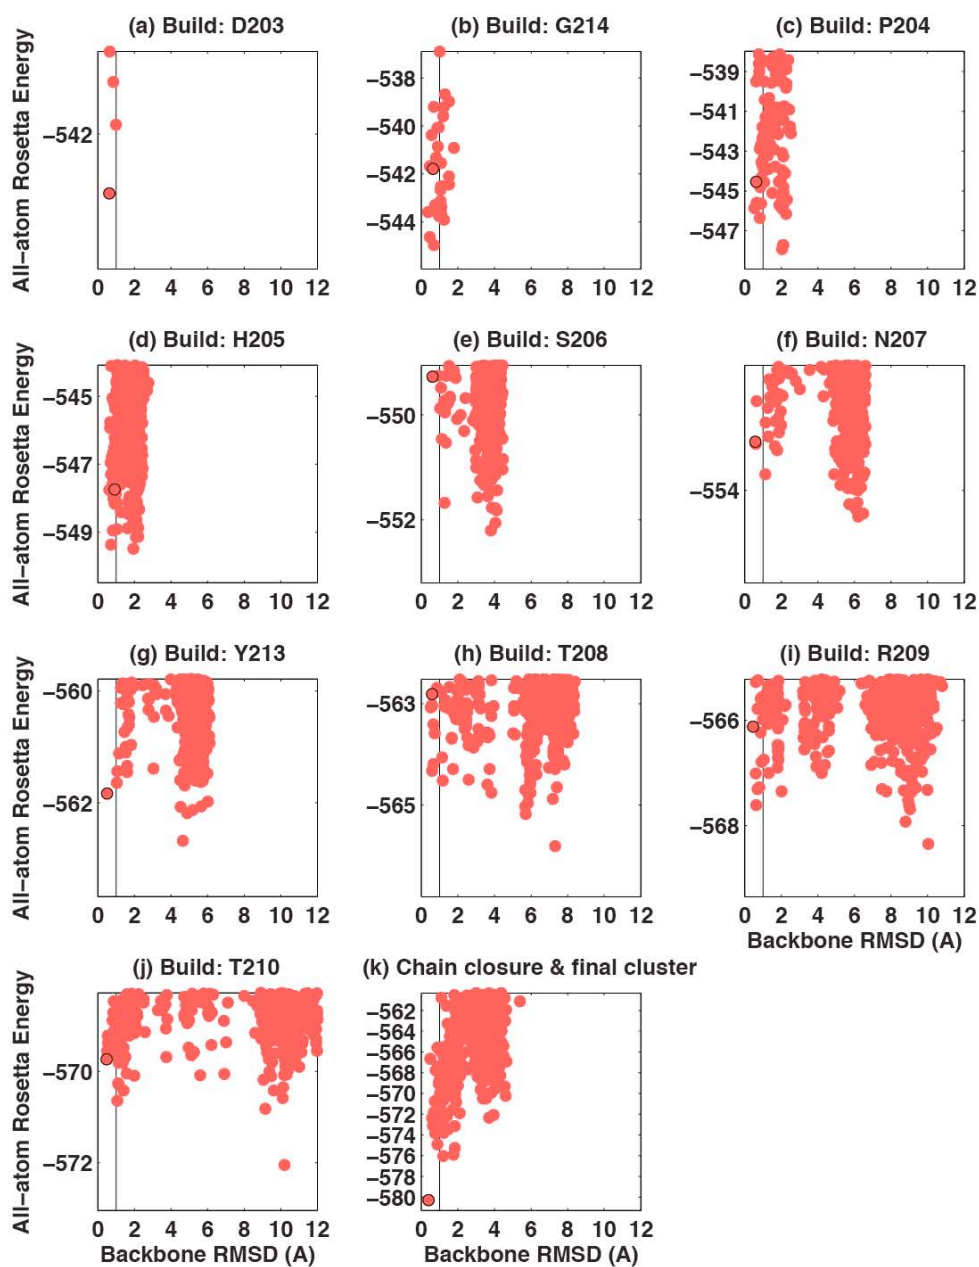 (a) Build: D203
(b) Build: G214
(c) Build: P204
All−atom Rosetta Energy
−542
0 2 4 6 8 10 12
−538
−540
−542
−544
0 2 4 6 8 10 12
−539
−541
−543
−545
−547
0 2 4 6 8 10 12
(d) Build: H205
(e) Build: S206
(f) Build: N207
All−atom Rosetta Energy
−545
−547
−549
0 2 4 6 8 10 12
−550
−552
0 2 4 6 8 10 12
−554
0 2 4 6 8 10 12
(g) Build: Y213
(h) Build: T208
(i) Build: R209
All−atom Rosetta Energy
−560
−562
0 2 4 6 8 10 12
−563
−565
0 2 4 6 8 10 12
−566
−568
0 2 4 6 8 10 12
Backbone RMSD (A)
(j) Build: T210
(k) Chain closure & final cluster
All−atom Rosetta Energy
−570
−572
0 2 4 6 8 10 12
Backbone RMSD (A)
−562
−564
−566
−568
−570
−572
−574
−576
−580
0 2 4 6 8 10 12
Backbone RMSD (A)